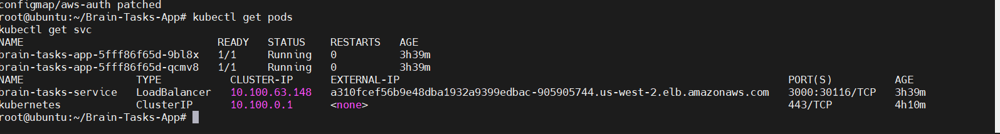 configmap/aws-auth patched
root@ubuntu:~/Brain-Tasks-App# kubectl get pods
kubectl get svc
NAME READY STATUS RESTARTS AGE
brain-tasks-app-5fff86f65d-9bl8x 1/1 Running 0 3h39m
brain-tasks-app-5fff86f65d-qcmv8 1/1 Running 0 3h39m
NAME TYPE CLUSTER-IP EXTERNAL-IP PORT(S) AGE
brain-tasks-service LoadBalancer 10.100.63.148 a310fcef56b9e48dba1932a9399edbac-905905744.us-west-2.elb.amazonaws.com 3000:30116/TCP 3h39m
kubernetes ClusterIP 10.100.0.1 <none> 443/TCP 4h10m
root@ubuntu:~/Brain-Tasks-App#